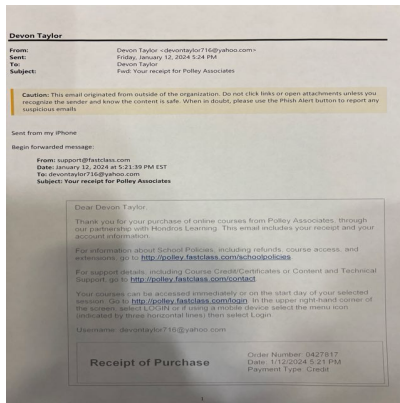 Devon Taylor
From: Devon Taylor <devontaylor716@yahoo.com>
Sent: Friday, January 12, 2024 5:24 PM
To: Devon Taylor
Subject: Fwd: Your receipt for Polley Associates
Caution: This email originated from outside of the organization. Do not click links or open attachments unless you
recognize the sender and know the content is safe. When in doubt, please use the Phish Alert button to report any
suspicious emails
Sent from my iPhone
Begin forwarded message:
From: support@fastclass.com
Date: January 12, 2024 at 5:21:39 PM EST
To: devontaylor716@yahoo.com
Subject: Your receipt for Polley Associates
Dear Devon Taylor,
Thank you for your purchase of online courses from Polley Associates, through
our partnership with Hondros Learning. This email includes your receipt and your
account information.
For information about School Policies, including refunds, course access, and
extensions, go to http://polley.fastclass.com/schoolpolicies.
For support details, including Course Credit/Certificates or Content and Technical
Support, go to http://polley.fastclass.com/contact.
Your courses can be accessed immediately or on the start day of your selected
session. Go to http://polley.fastclass.com/login. In the upper right-hand corner of
the screen, select LOGIN or if using a mobile device select the menu icon
(indicated by three horizontal lines) then select Login.
Username: devontaylor716@yahoo.com
Receipt of Purchase
Order Number: 0427817
Date: 1/12/2024 5:21 PM
Payment Type: Credit
1